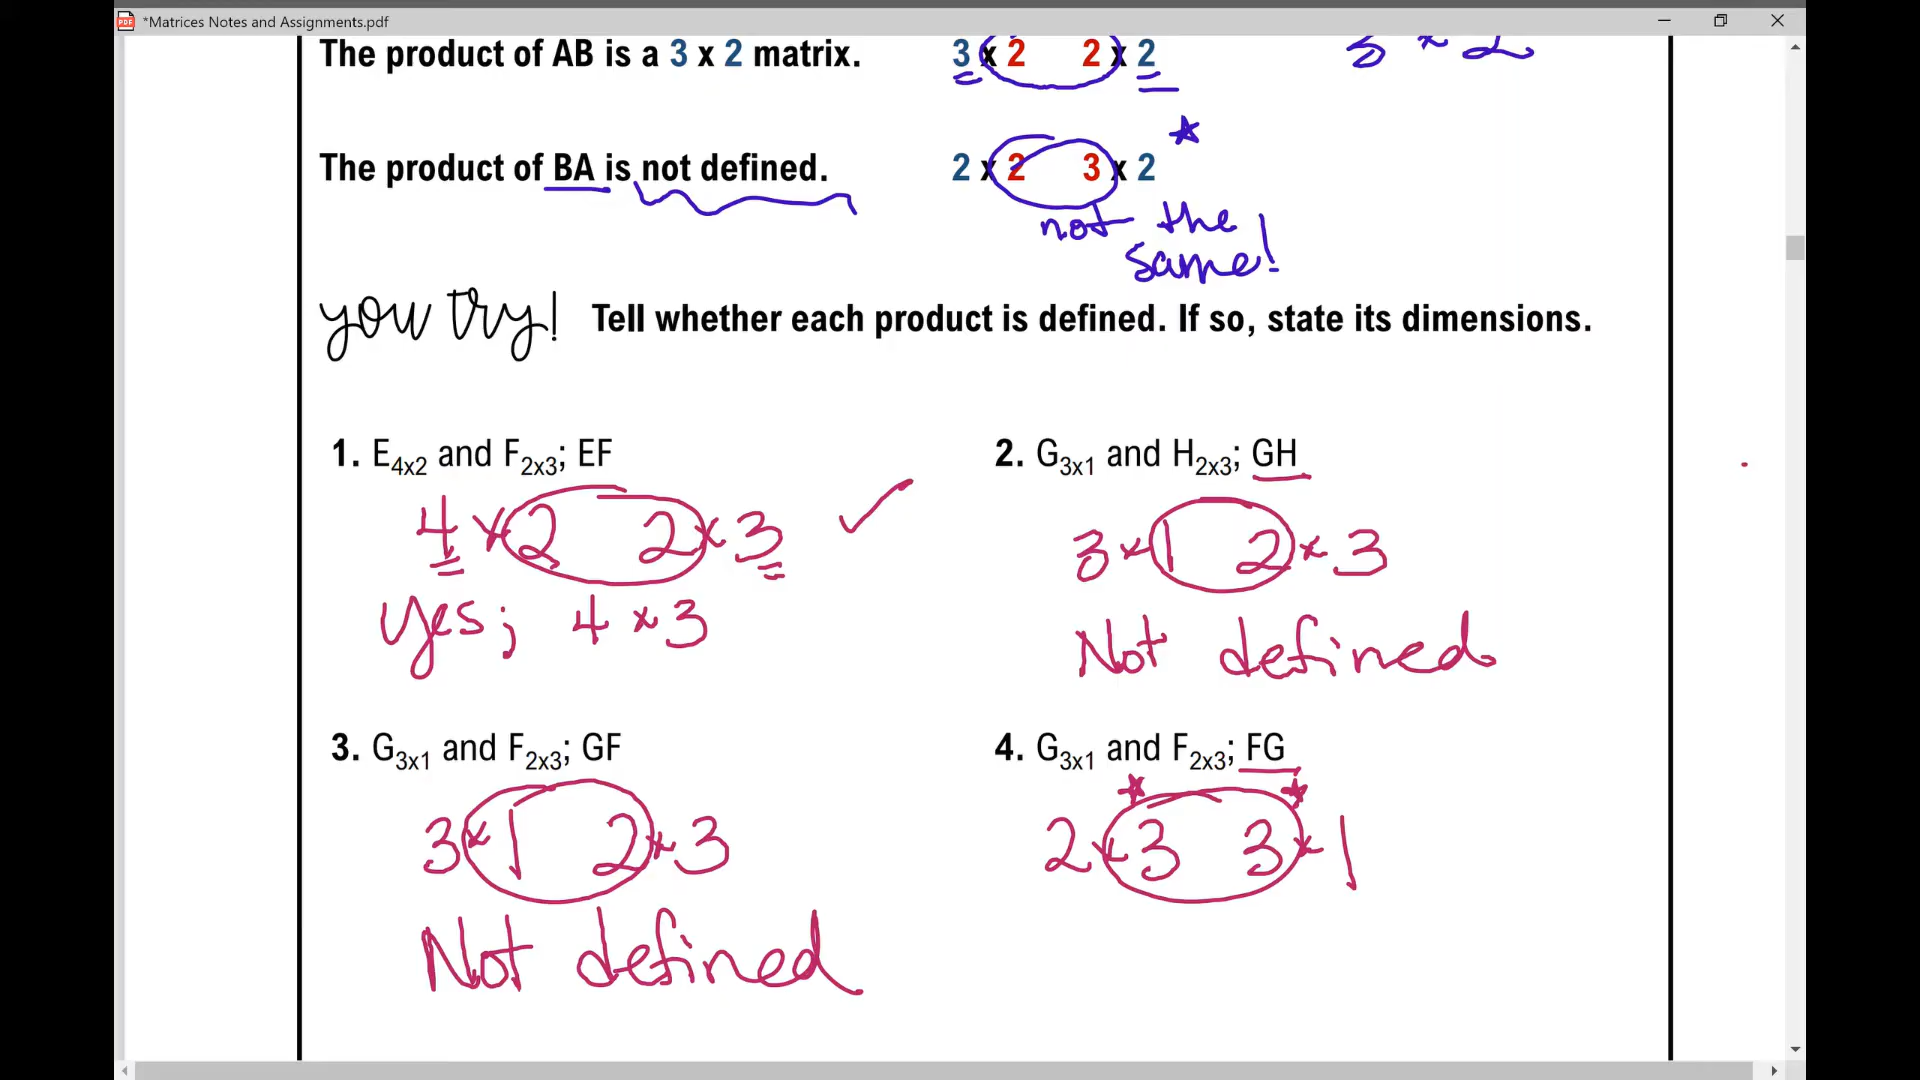 *Matrices Notes and Assignments.pdf
The product of AB is a 3 x 2 matrix. 3 x 2 2 x 2 3 x 2
The product of BA is not defined. 2 x 2 3 x 2
not the
same!
you try! Tell whether each product is defined. If so, state its dimensions.
1. E4x2 and F2x3; EF
4 x 2 2 x 3 ✓
yes; 4 x 3
2. G3x1 and H2x3; GH
3 x 1 2 x 3
Not defined
3. G3x1 and F2x3; GF
3 x 1 2 x 3
Not defined
4. G3x1 and F2x3; FG
2 x 3 3 x 1